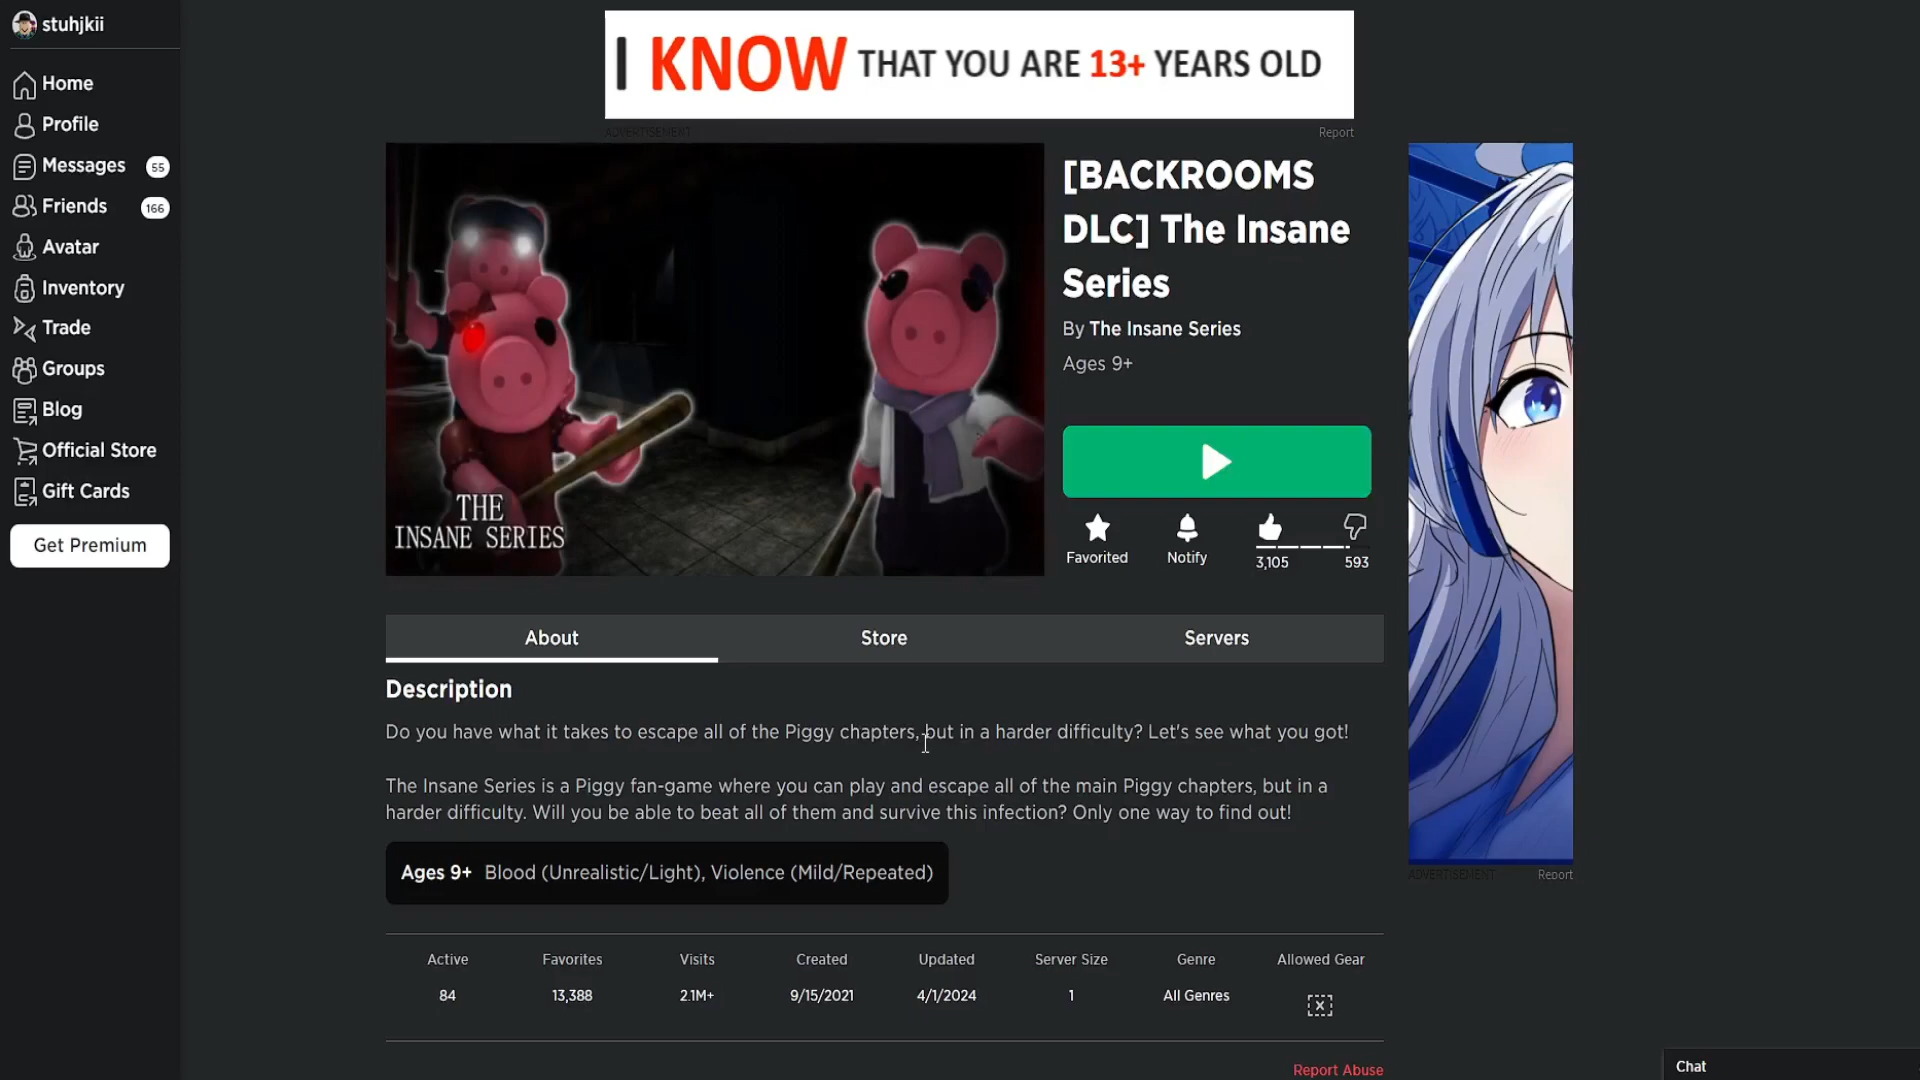 stuhjkii
Home
Profile
Messages 55
Friends 166
Avatar
Inventory
Trade
Groups
Blog
Official Store
Gift Cards
Get Premium
I KNOW THAT YOU ARE 13+ YEARS OLD
ADVERTISEMENT
Report
THE
INSANE SERIES
[BACKROOMS
DLC] The Insane
Series
By The Insane Series
Ages 9+
Favorited
Notify
3,105
593
About
Store
Servers
Description
Do you have what it takes to escape all of the Piggy chapters, but in a harder difficulty? Let's see what you got!
The Insane Series is a Piggy fan-game where you can play and escape all of the main Piggy chapters, but in a
harder difficulty. Will you be able to beat all of them and survive this infection? Only one way to find out!
Ages 9+ Blood (Unrealistic/Light), Violence (Mild/Repeated)
Active Favorites Visits Created Updated Server Size Genre Allowed Gear
84 13,388 2.1M+ 9/15/2021 4/1/2024 1 All Genres
Report Abuse
ADVERTISEMENT
Report
Chat